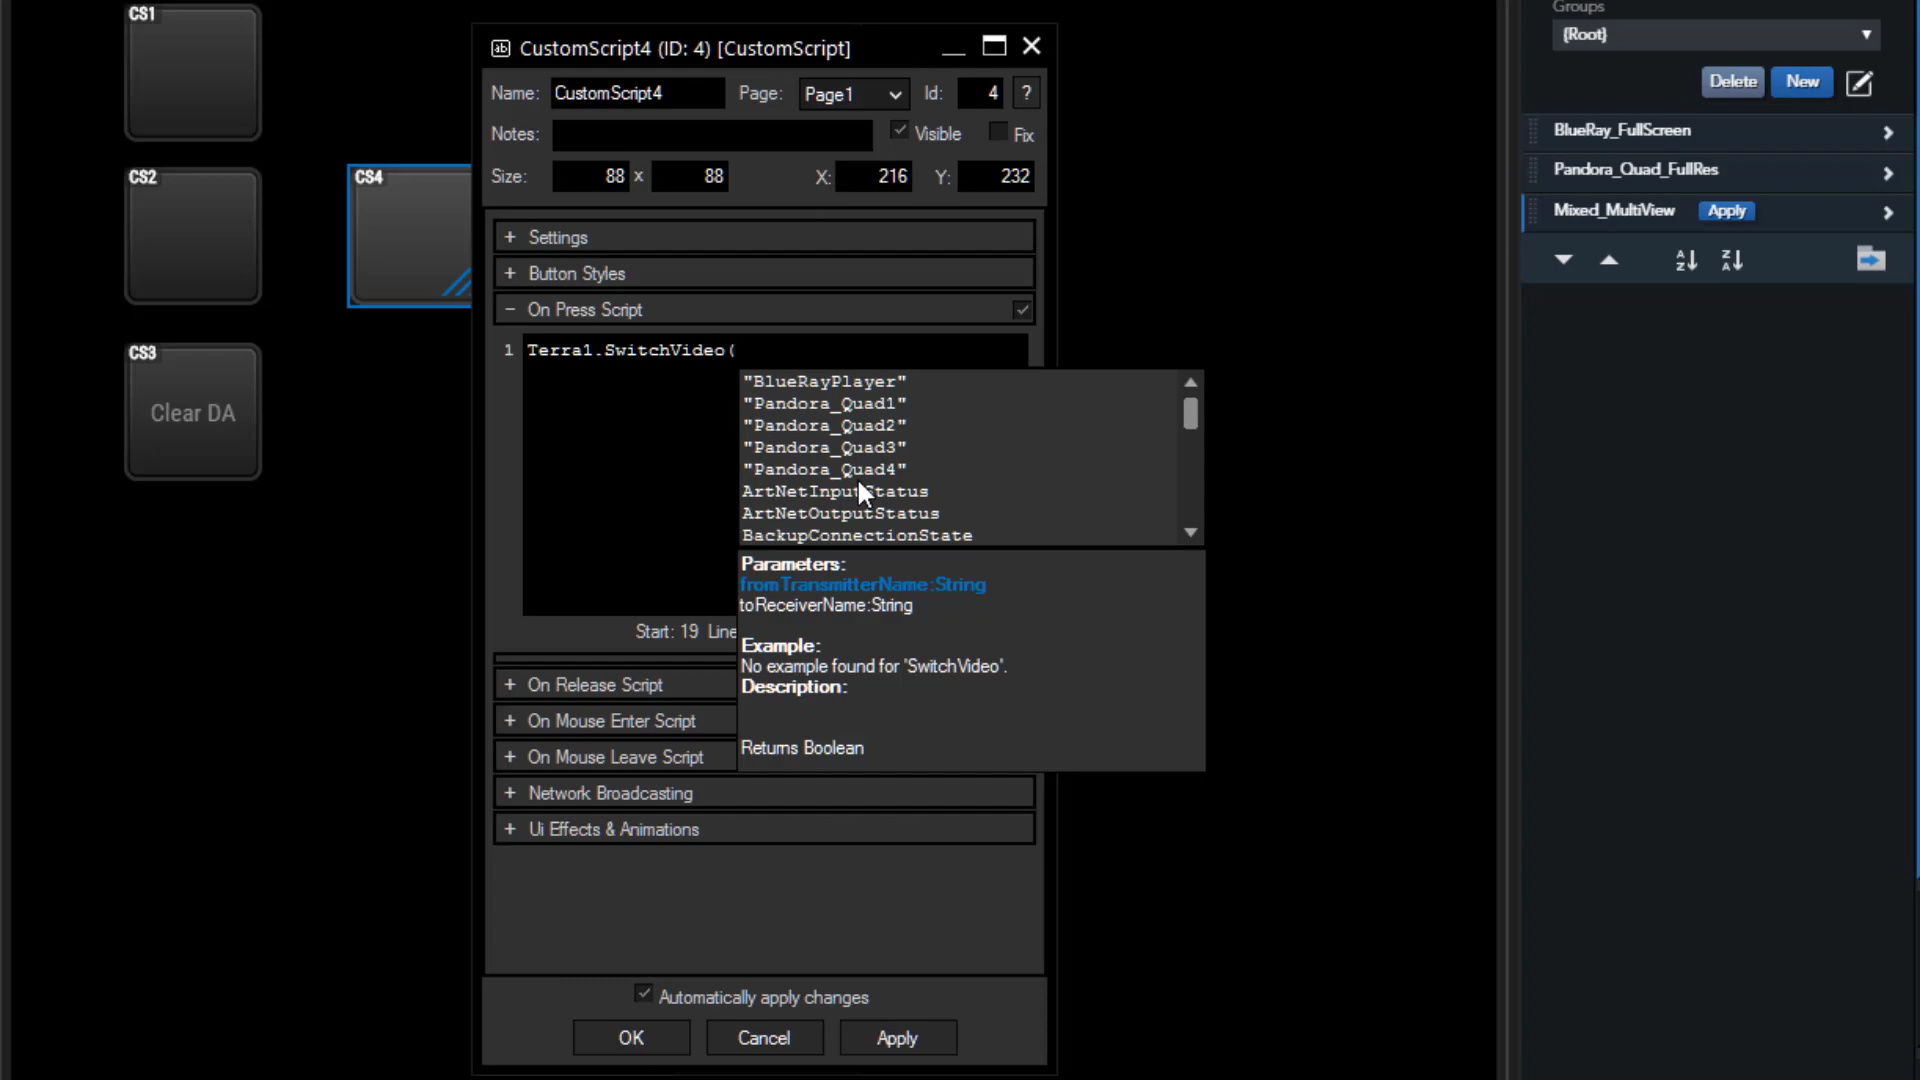 CS1
CS2
CS3
Clear DA
CS4
CustomScript4 (ID: 4) [CustomScript]
Name: CustomScript4 Page: Page1 Id: 4 ?
Notes: Visible Fix
Size: 88 x 88 X: 216 Y: 232
+ Settings
+ Button Styles
− On Press Script
1 Terra1.SwitchVideo(
"BlueRayPlayer"
"Pandora_Quad1"
"Pandora_Quad2"
"Pandora_Quad3"
"Pandora_Quad4"
ArtNetInputStatus
ArtNetOutputStatus
BackupConnectionState
Parameters:
fromTransmitterName:String
toReceiverName:String
Example:
No example found for 'SwitchVideo'.
Description:
Returns Boolean
Start: 19 Line
+ On Release Script
+ On Mouse Enter Script
+ On Mouse Leave Script
+ Network Broadcasting
+ Ui Effects & Animations
Automatically apply changes
OK Cancel Apply
Groups
{Root}
Delete New
BlueRay_FullScreen
Pandora_Quad_FullRes
Mixed_MultiView Apply
A Z Z A